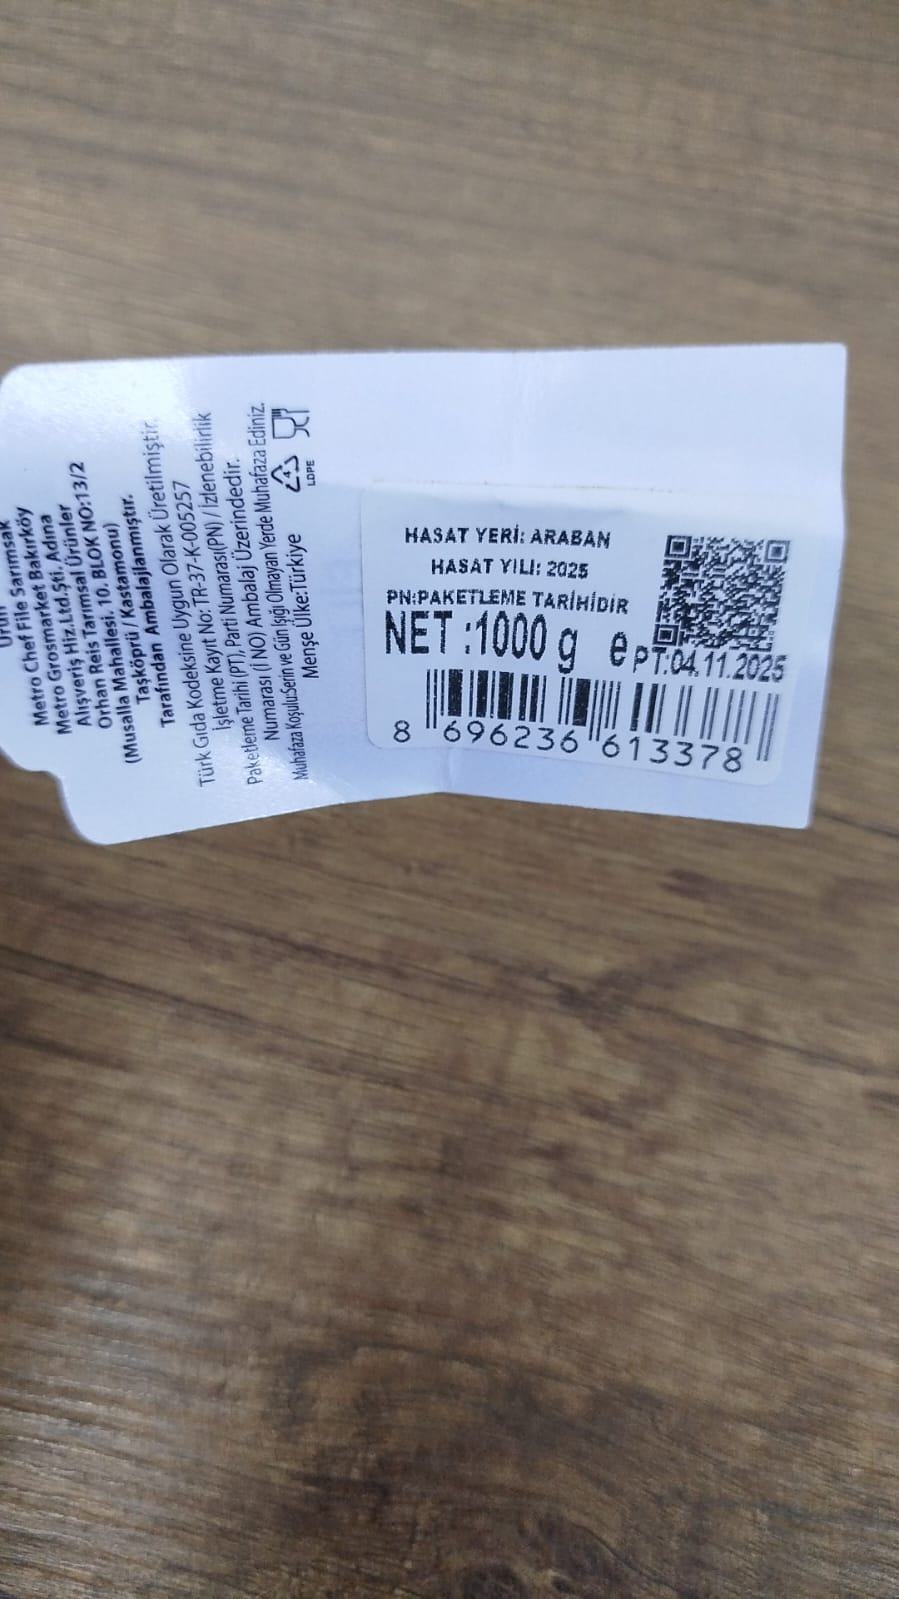 Ürün
Metro Chef File Sarımsak
Metro Grosmarket Bakırköy
Alışveriş Hiz.Ltd.Şti. Adına
Orhan Reis Tarımsal Ürünler
(Musalla Mahallesi. 10. BLOK NO:13/2
Taşköprü / Kastamonu)
Tarafından Ambalajlanmıştır.
Türk Gıda Kodeksine Uygun Olarak Üretilmiştir.
İşletme Kayıt No: TR-37-K-005257
Paketleme Tarihi (PT), Parti Numarası(PN) / İzlenebilirlik
Numarası (İ NO) Ambalaj Üzerindedir.
Muhafaza Koşulu:Serin ve Gün Işığı Olmayan Yerde Muhafaza Ediniz.
Menşe Ülke:Türkiye
4
LDPE
HASAT YERİ: ARABAN
HASAT YILI: 2025
PN:PAKETLEME TARİHİDİR
NET :1000 g e PT:04.11.2025
8 696236 613378